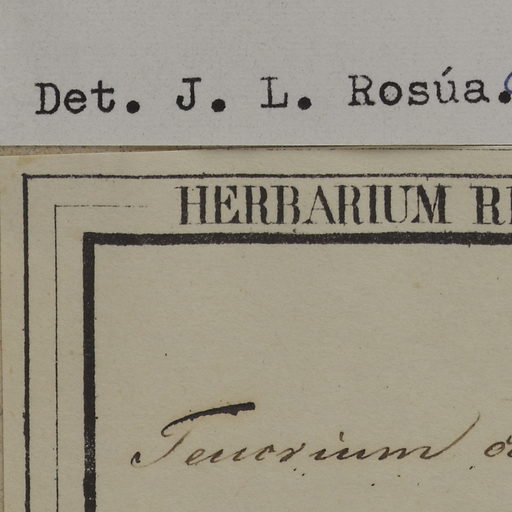 Det. J. L. Rosúa.
HERBARIUM
Teucrium